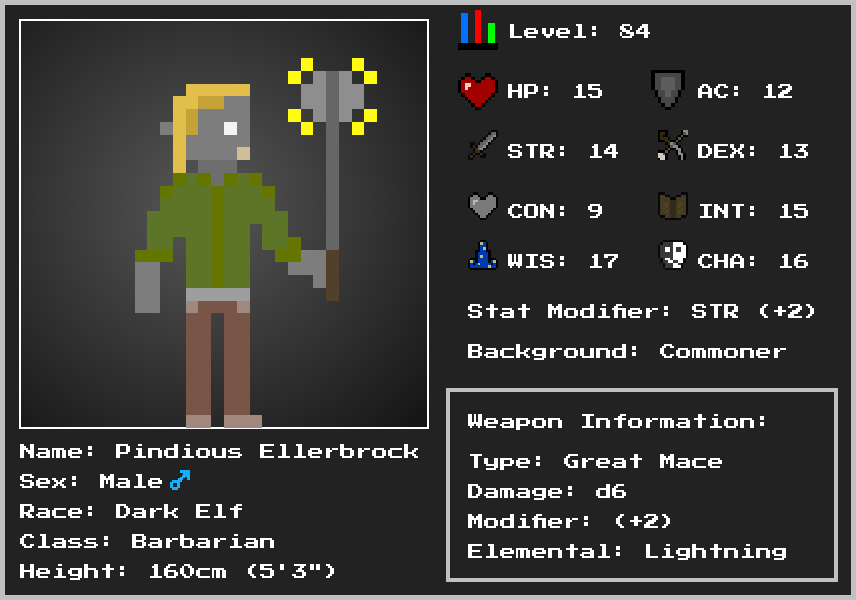 Level: 84
HP: 15 AC: 12
STR: 14 DEX: 13
CON: 9 INT: 15
WIS: 17 CHA: 16
Stat Modifier: STR (+2)
Background: Commoner
Weapon Information:
Type: Great Mace
Damage: d6
Modifier: (+2)
Elemental: Lightning
Name: Pindious Ellerbrock
Sex: Male ♂
Race: Dark Elf
Class: Barbarian
Height: 160cm (5'3")